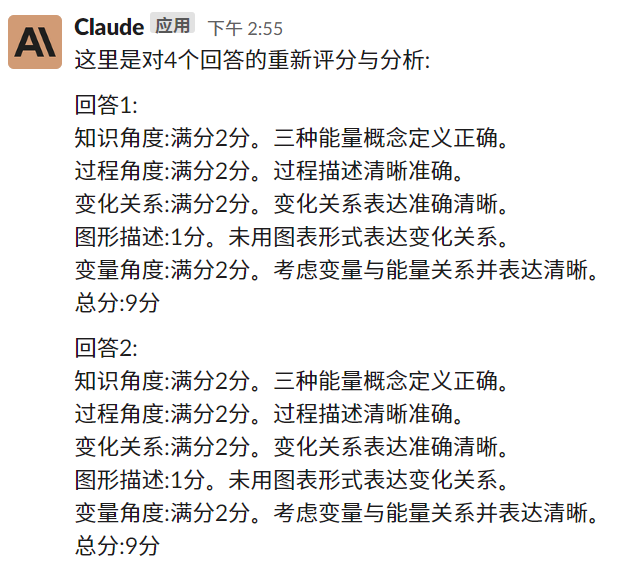 Claude 应用 下午 2:55
这里是对4个回答的重新评分与分析:
回答1:
知识角度:满分2分。三种能量概念定义正确。
过程角度:满分2分。过程描述清晰准确。
变化关系:满分2分。变化关系表达准确清晰。
图形描述:1分。未用图表形式表达变化关系。
变量角度:满分2分。考虑变量与能量关系并表达清晰。
总分:9分
回答2:
知识角度:满分2分。三种能量概念定义正确。
过程角度:满分2分。过程描述清晰准确。
变化关系:满分2分。变化关系表达准确清晰。
图形描述:1分。未用图表形式表达变化关系。
变量角度:满分2分。考虑变量与能量关系并表达清晰。
总分:9分